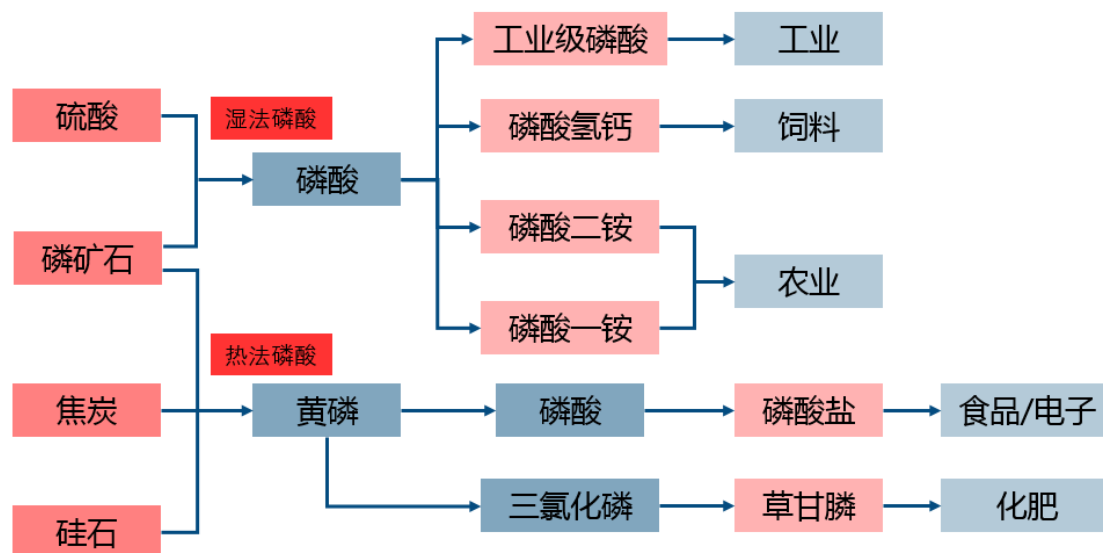 工业级磷酸
工业
硫酸
湿法磷酸
磷酸氢钙
饲料
磷酸
磷酸二铵
磷矿石
农业
磷酸一铵
热法磷酸
焦炭
黄磷
磷酸
磷酸盐
食品/电子
硅石
三氯化磷
草甘膦
化肥